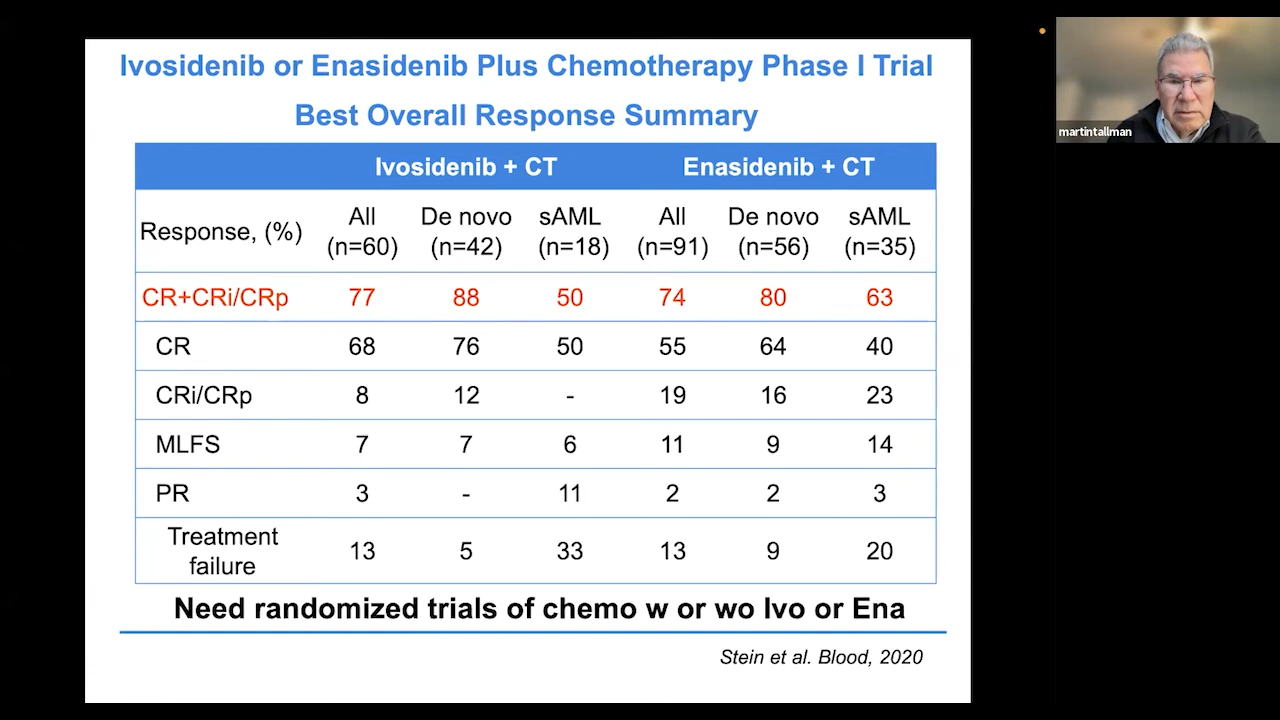 Ivosidenib or Enasidenib Plus Chemotherapy Phase I Trial
Best Overall Response Summary
Ivosidenib + CT Enasidenib + CT
Response, (%) All (n=60) De novo (n=42) sAML (n=18) All (n=91) De novo (n=56) sAML (n=35)
CR+CRi/CRp 77 88 50 74 80 63
CR 68 76 50 55 64 40
CRi/CRp 8 12 - 19 16 23
MLFS 7 7 6 11 9 14
PR 3 - 11 2 2 3
Treatment failure 13 5 33 13 9 20
Need randomized trials of chemo w or wo Ivo or Ena
Stein et al. Blood, 2020
martintallman